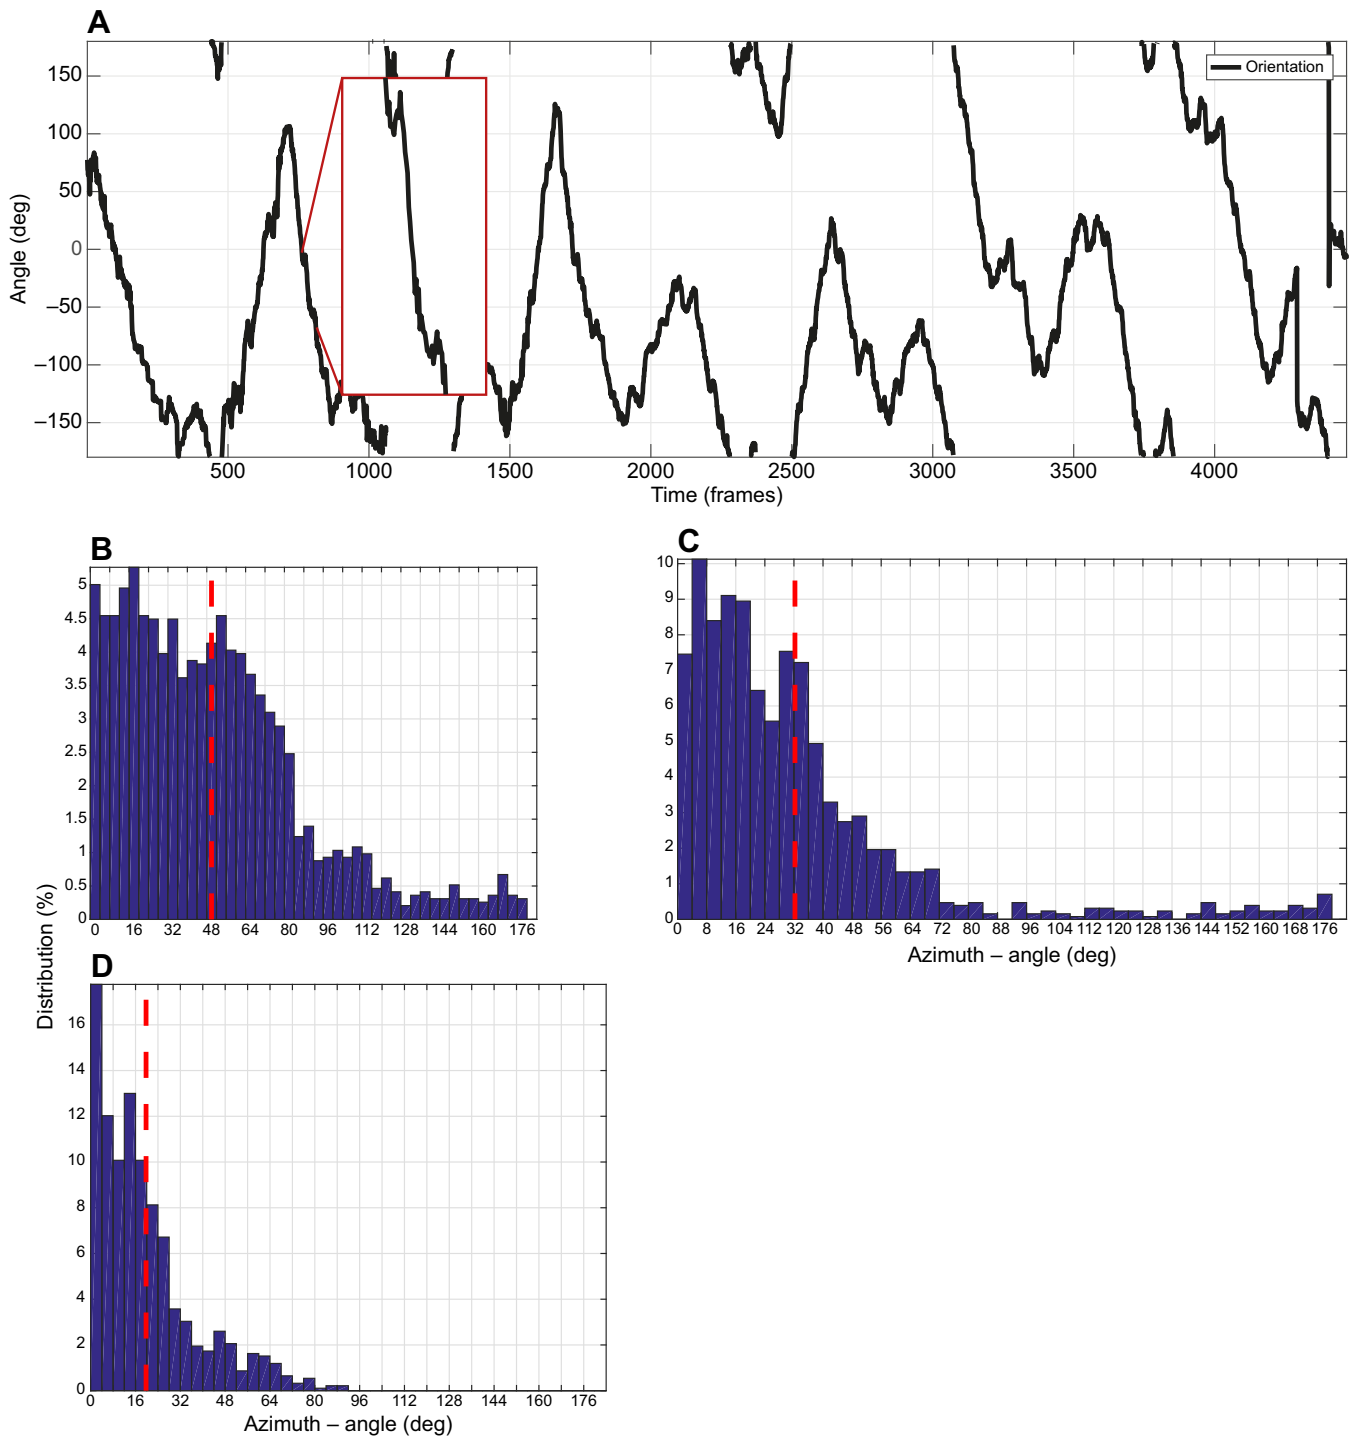 A
150
100
50
0
–50
–100
–150
Angle (deg)
Orientation
500 1000 1500 2000 2500 3000 3500 4000
Time (frames)
B
5
4.5
4
3.5
3
2.5
2
1.5
1
0.5
0
0 16 32 48 64 80 96 112 128 144 160 176
C
10
9
8
7
6
5
4
3
2
1
0
0 8 16 24 32 40 48 56 64 72 80 88 96 104 112 120 128 136 144 152 160 168 176
Azimuth – angle (deg)
Distribution (%)
D
16
14
12
10
8
6
4
2
0
0 16 32 48 64 80 96 112 128 144 160 176
Azimuth – angle (deg)